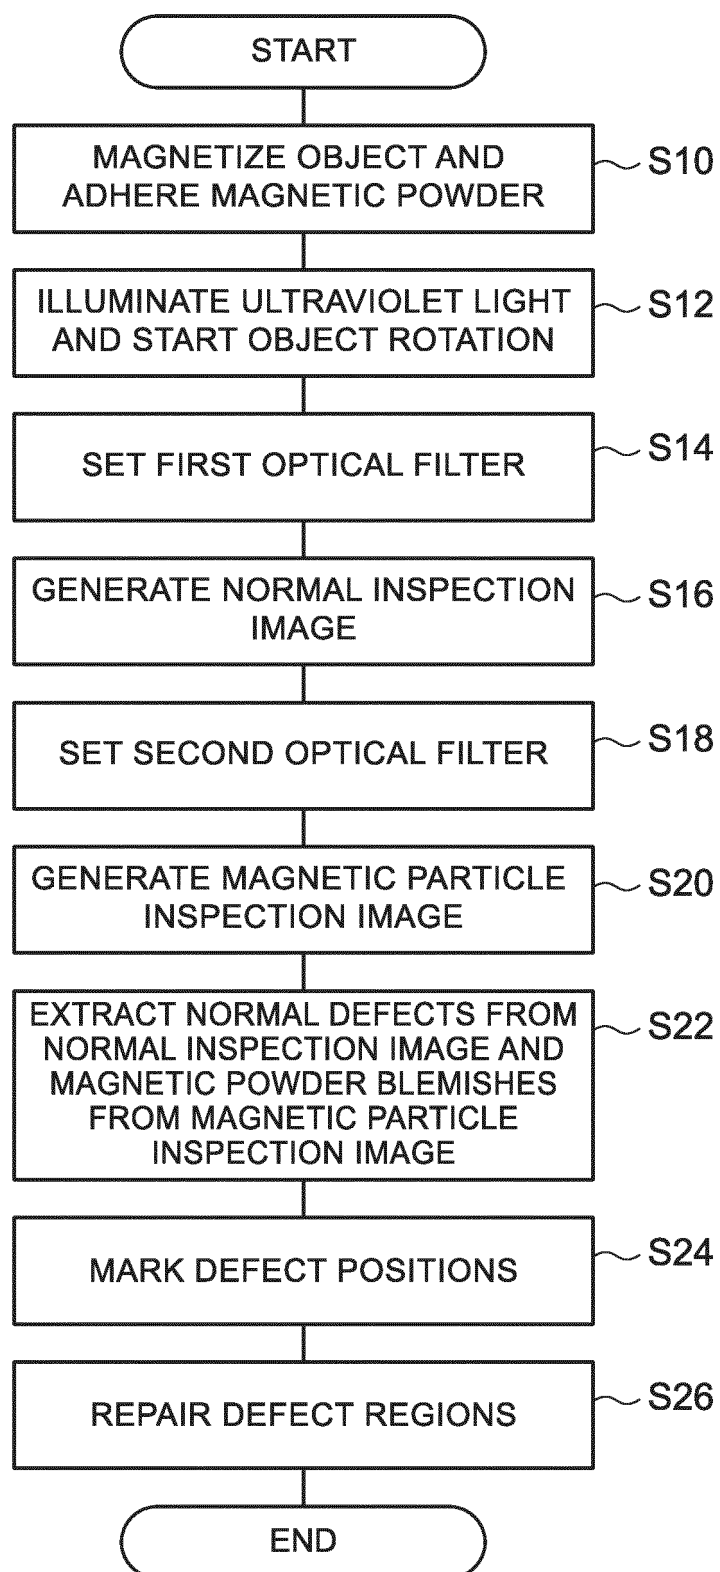 START
MAGNETIZE OBJECT AND
ADHERE MAGNETIC POWDER
S10
ILLUMINATE ULTRAVIOLET LIGHT
AND START OBJECT ROTATION
S12
SET FIRST OPTICAL FILTER
S14
GENERATE NORMAL INSPECTION
IMAGE
S16
SET SECOND OPTICAL FILTER
S18
GENERATE MAGNETIC PARTICLE
INSPECTION IMAGE
S20
EXTRACT NORMAL DEFECTS FROM
NORMAL INSPECTION IMAGE AND
MAGNETIC POWDER BLEMISHES
FROM MAGNETIC PARTICLE
INSPECTION IMAGE
S22
MARK DEFECT POSITIONS
S24
REPAIR DEFECT REGIONS
S26
END